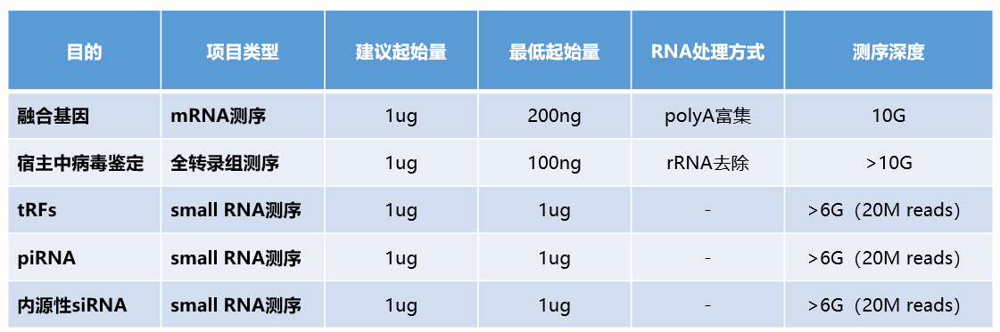 目的 项目类型 建议起始量 最低起始量 RNA处理方式 测序深度
融合基因 mRNA测序 1ug 200ng polyA富集 10G
宿主中病毒鉴定 全转录组测序 1ug 100ng rRNA去除 >10G
tRFs small RNA测序 1ug 1ug - >6G（20M reads）
piRNA small RNA测序 1ug 1ug - >6G（20M reads）
内源性siRNA small RNA测序 1ug 1ug - >6G（20M reads）